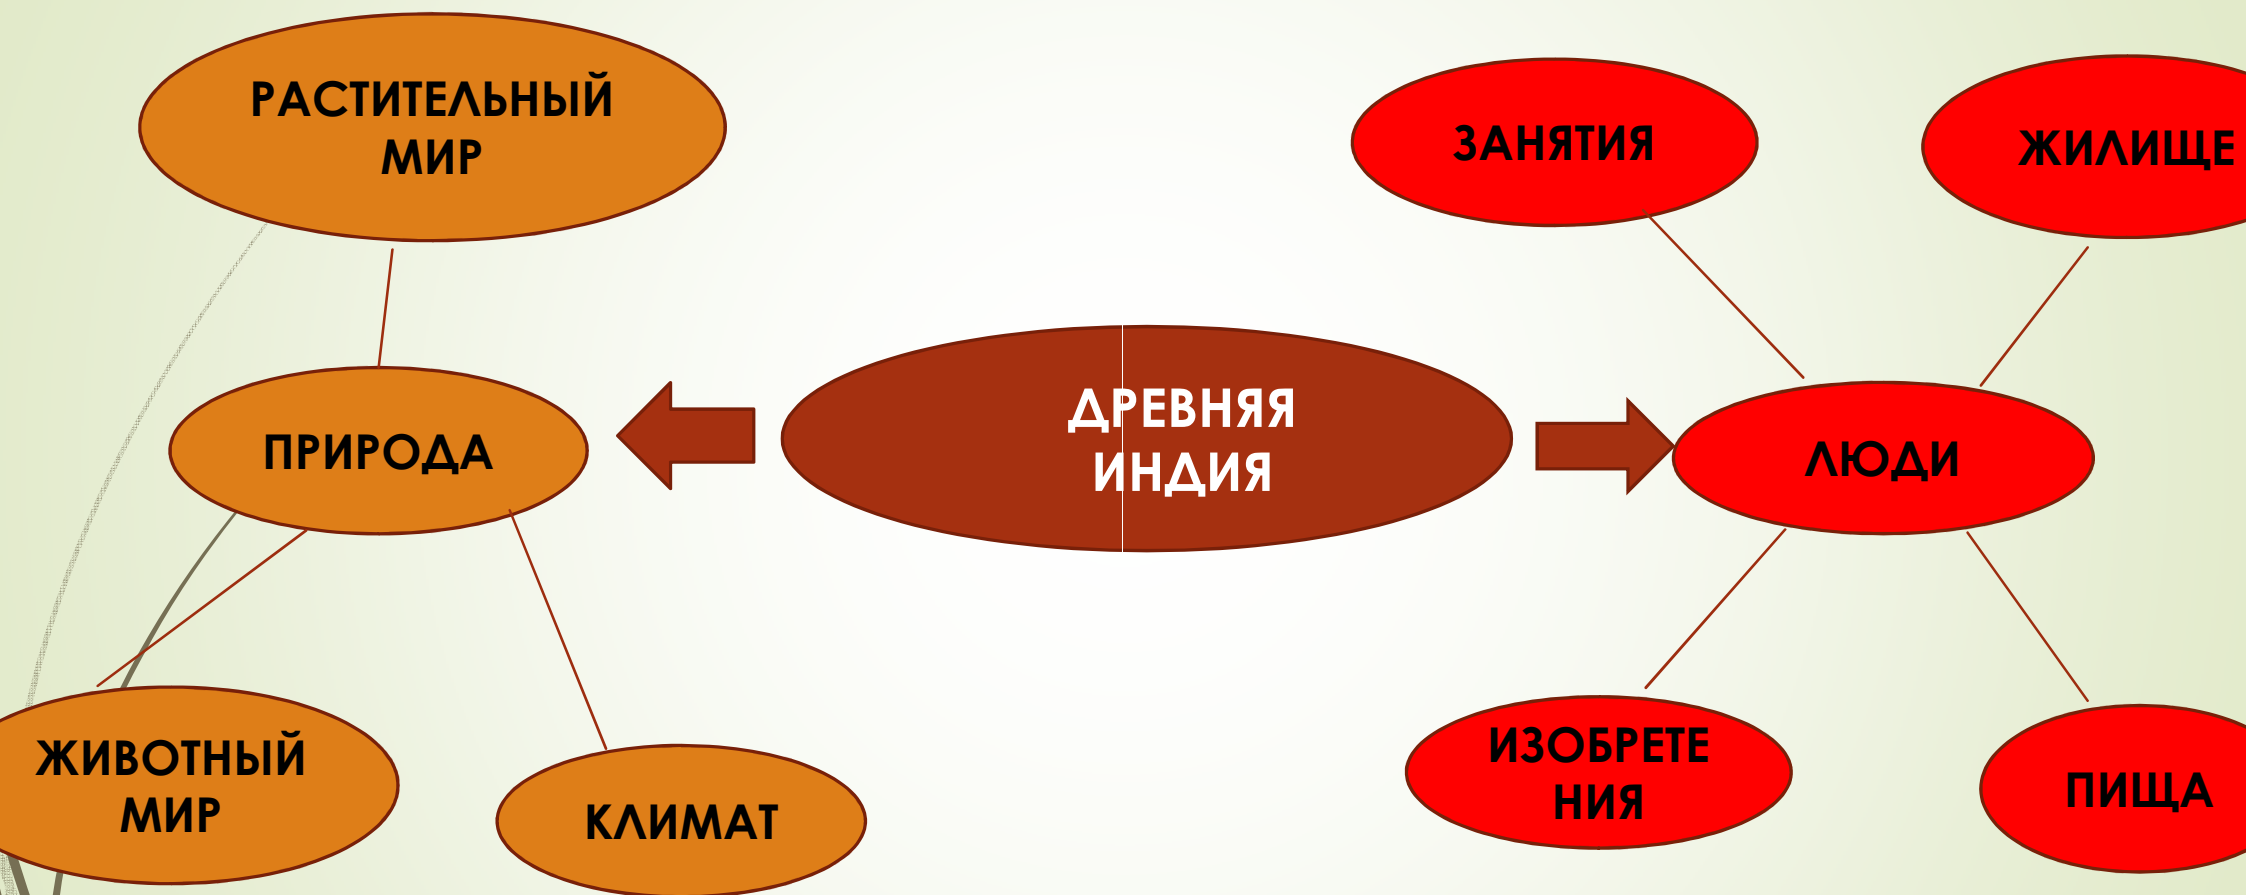 РАСТИТЕЛЬНЫЙ
МИР
ЗАНЯТИЯ
ЖИЛИЩЕ
ПРИРОДА
ДРЕВНЯЯ
ИНДИЯ
ЛЮДИ
ЖИВОТНЫЙ
МИР
КЛИМАТ
ИЗОБРЕТЕ
НИЯ
ПИЩА